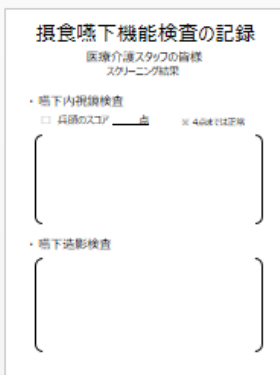 摂食嚥下機能検査の記録
医療介護スタッフの皆様
スクリーニング結果
・嚥下内視鏡検査
□ 兵頭のスコア ____点 ※ 4点までは正常
・嚥下造影検査